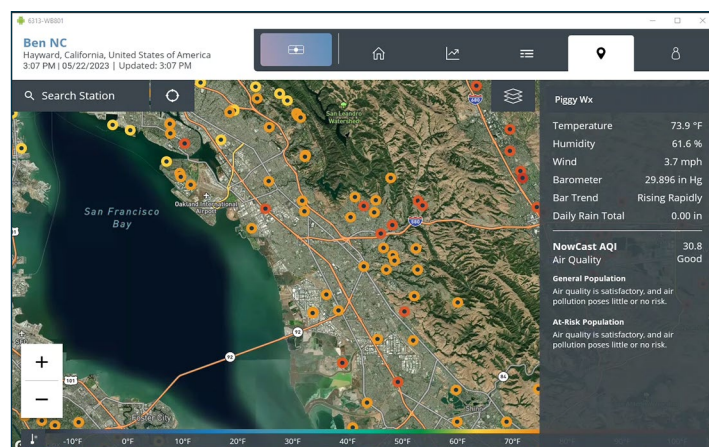 6313-WB801
Ben NC
Hayward, California, United States of America
3:07 PM | 05/22/2023 | Updated: 3:07 PM
Search Station
Piggy Wx
Temperature 73.9 °F
Humidity 61.6 %
Wind 3.7 mph
Barometer 29.896 in Hg
Bar Trend Rising Rapidly
Daily Rain Total 0.00 in
NowCast AQI 30.8
Air Quality Good
General Population
Air quality is satisfactory, and air
pollution poses little or no risk.
At-Risk Population
Air quality is satisfactory, and air
pollution poses little or no risk.
San Leandro
Watershed
580
Oakland International
Airport
San Francisco
Bay
580
92
92
101
84
Foster City
-10°F 0°F 10°F 20°F 30°F 40°F 50°F 60°F 70°F